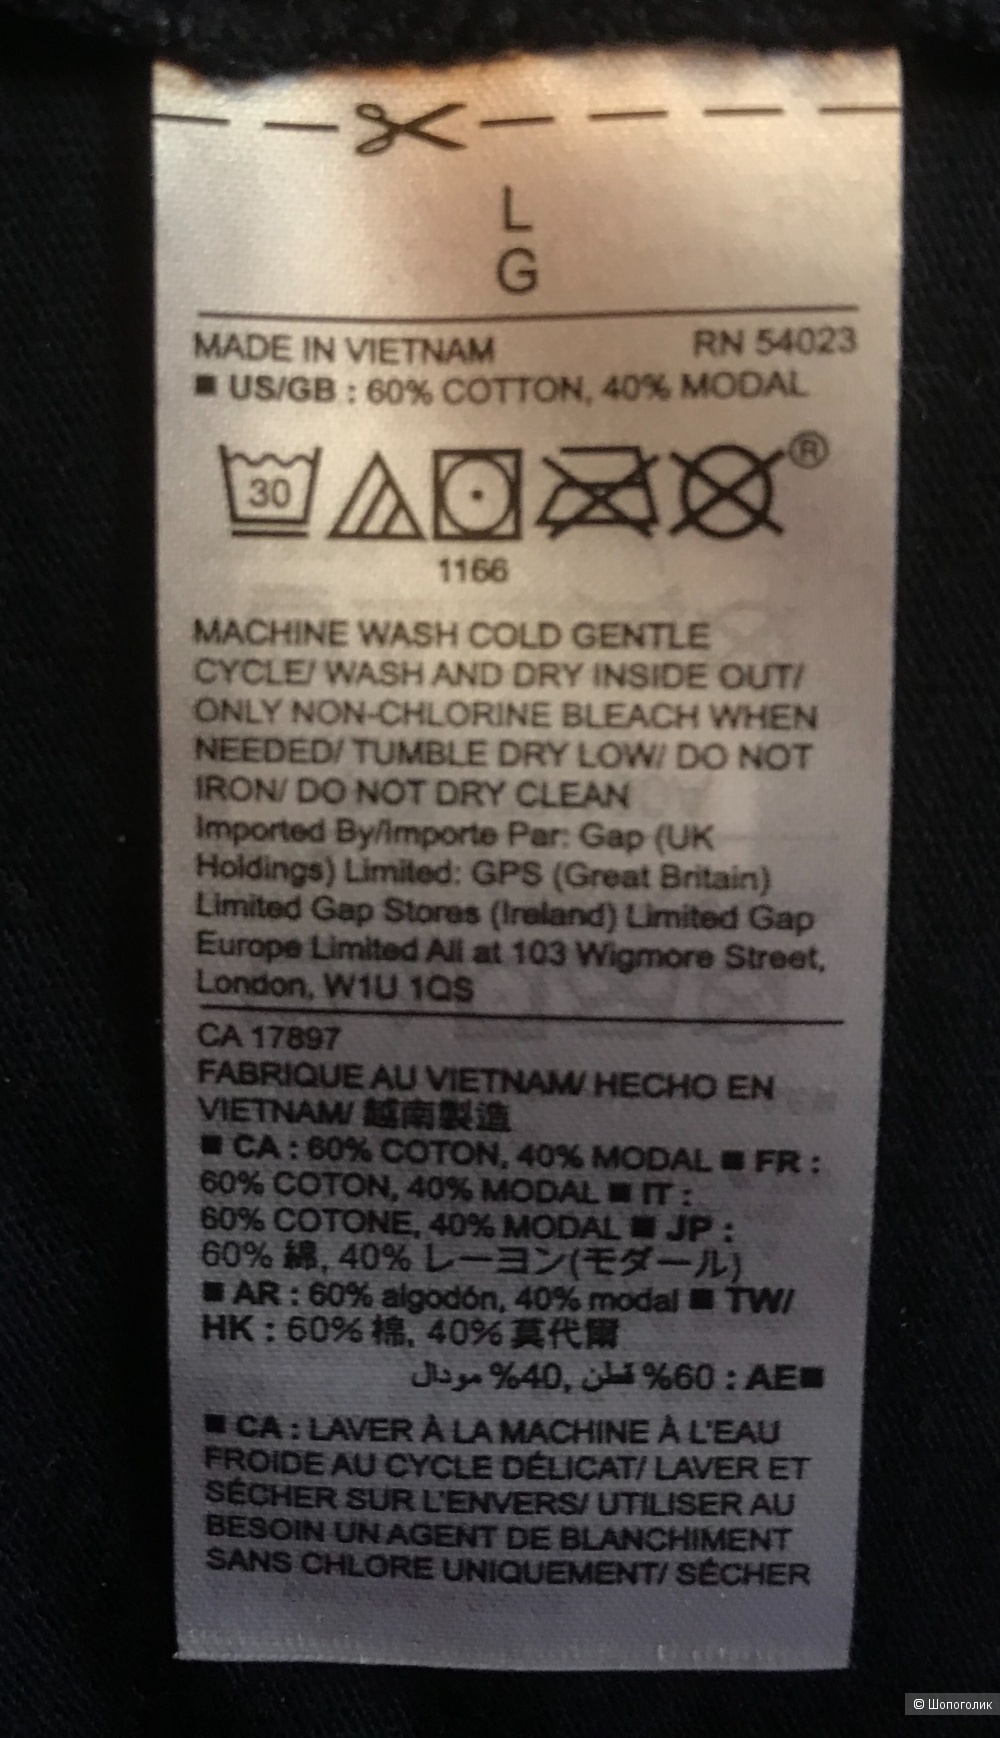 L
G
MADE IN VIETNAM RN 54023
■ US/GB : 60% COTTON, 40% MODAL
30
®
1166
MACHINE WASH COLD GENTLE
CYCLE/ WASH AND DRY INSIDE OUT/
ONLY NON-CHLORINE BLEACH WHEN
NEEDED/ TUMBLE DRY LOW/ DO NOT
IRON/ DO NOT DRY CLEAN
Imported By/Importe Par: Gap (UK
Holdings) Limited: GPS (Great Britain)
Limited Gap Stores (Ireland) Limited Gap
Europe Limited All at 103 Wigmore Street,
London, W1U 1QS
CA 17897
FABRIQUE AU VIETNAM/ HECHO EN
VIETNAM/ 越南製造
■ CA : 60% COTON, 40% MODAL ■ FR :
60% COTON, 40% MODAL ■ IT :
60% COTONE, 40% MODAL ■ JP :
60% 綿, 40% レーヨン(モダール)
■ AR : 60% algodón, 40% modal ■ TW/
HK : 60% 棉, 40% 莫代爾
■AE : 60% قطن, 40% مودال
■ CA : LAVER À LA MACHINE À L'EAU
FROIDE AU CYCLE DÉLICAT/ LAVER ET
SÉCHER SUR L'ENVERS/ UTILISER AU
BESOIN UN AGENT DE BLANCHIMENT
SANS CHLORE UNIQUEMENT/ SÉCHER
© Шопоголик